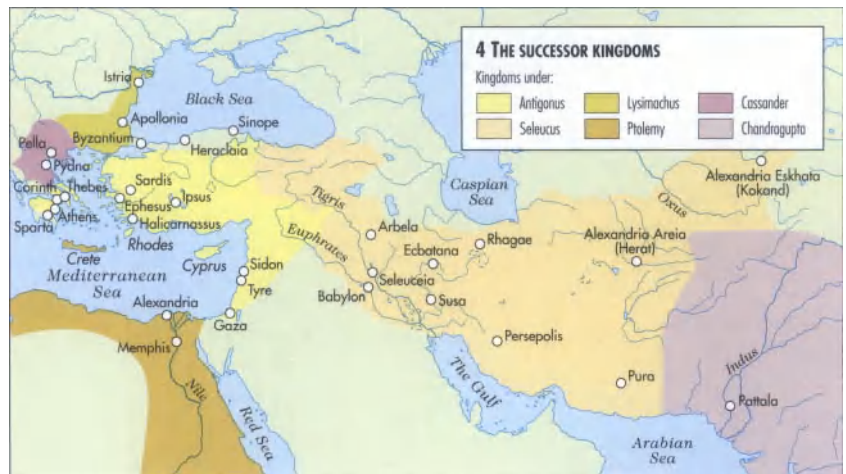 4 THE SUCCESSOR KINGDOMS
Kingdoms under:
Antigonus
Lysimachus
Cassander
Seleucus
Ptolemy
Chandragupta
Istria
Black Sea
Apollonia
Sinope
Byzantium
Heraclaia
Pella
Pydna
Sardis
Ipsus
Corinth
Thebes
Ephesus
Athens
Halicarnassus
Sparta
Rhodes
Crete
Cyprus
Mediterranean
Sea
Sidon
Tyre
Alexandria
Gaza
Memphis
Nile
Red Sea
Tigris
Euphrates
Arbela
Ecbatana
Rhagae
Seleuceia
Babylon
Susa
Persepolis
The Gulf
Caspian
Sea
Oxus
Alexandria Eskhata
(Kokand)
Alexandria Areia
(Herat)
Pura
Indus
Pattala
Arabian
Sea